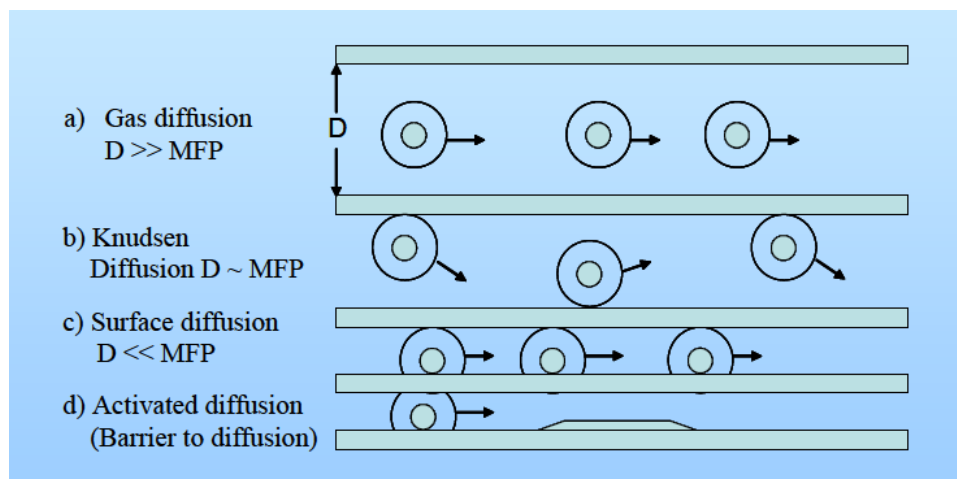 a) Gas diffusion
D >> MFP
D
b) Knudsen
Diffusion D ~ MFP
c) Surface diffusion
D << MFP
d) Activated diffusion
(Barrier to diffusion)